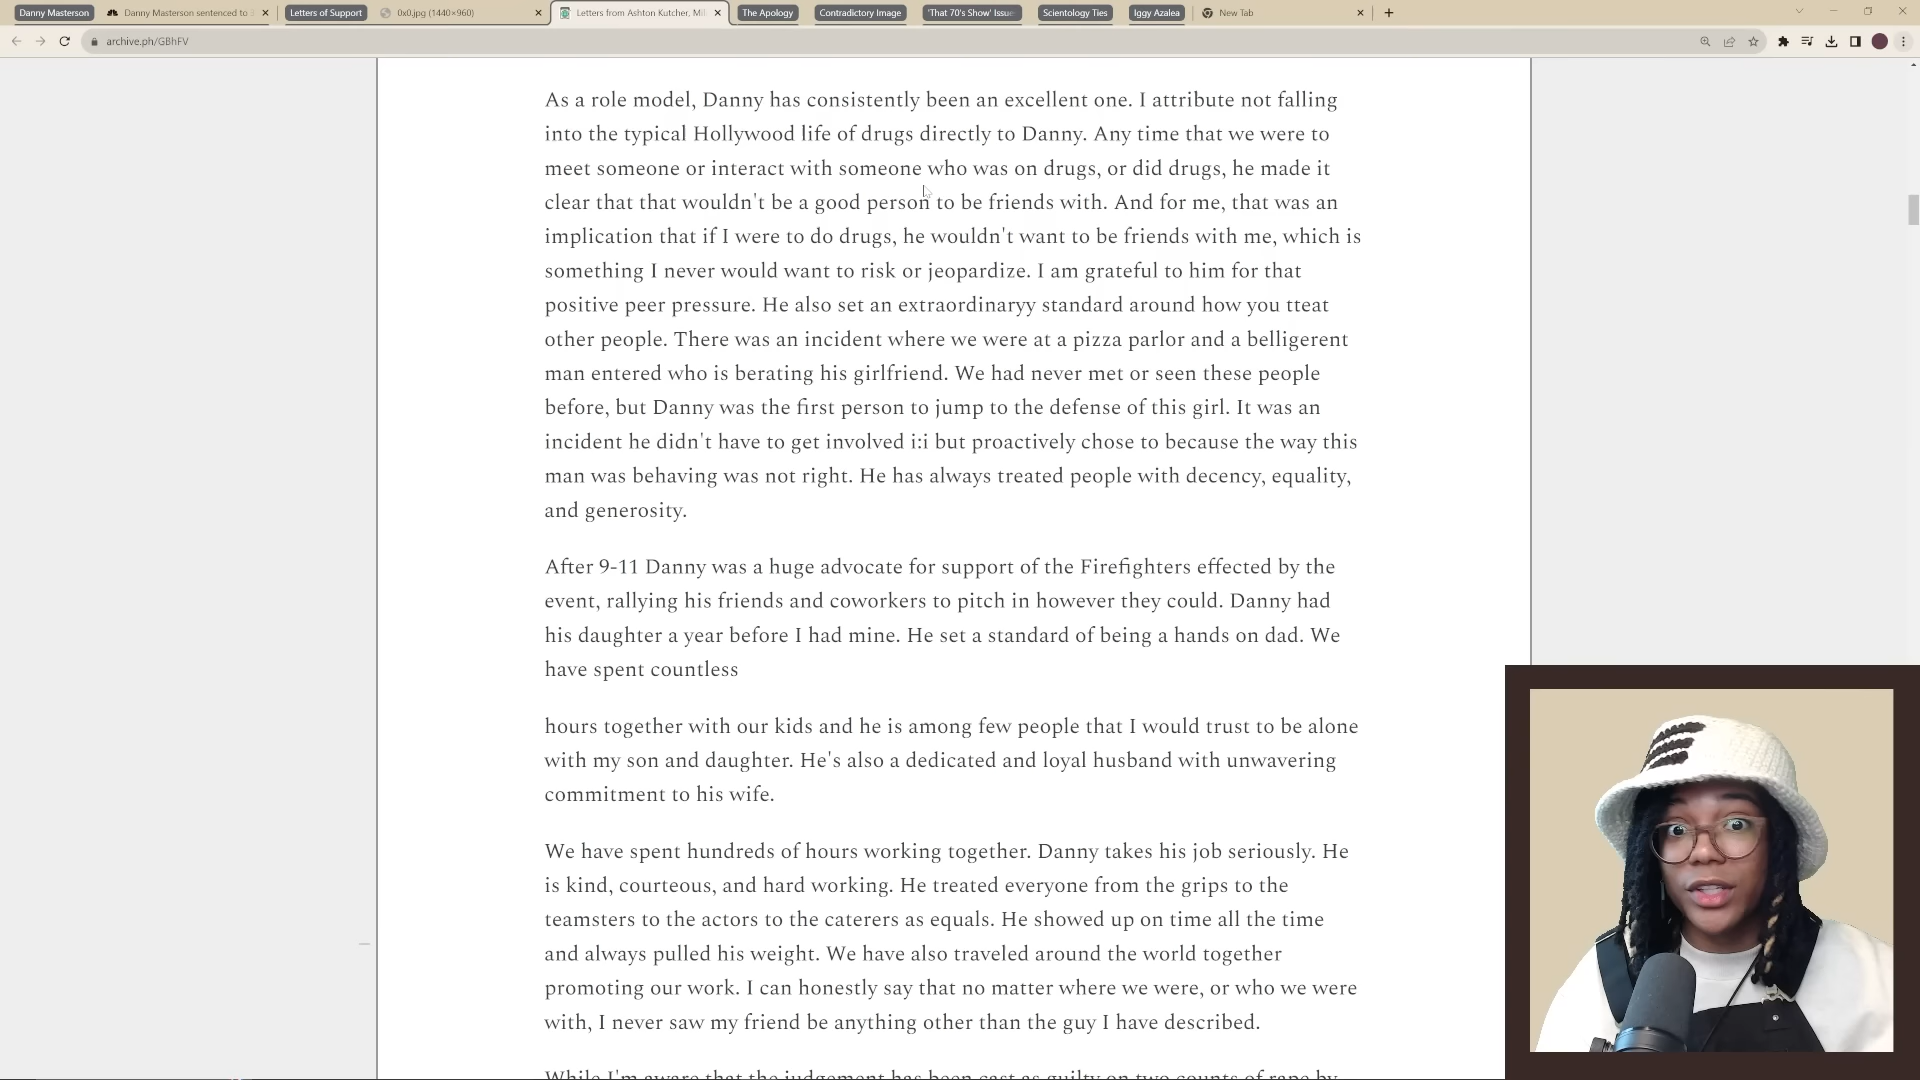 Danny Masterson
Danny Masterson sentenced to
Letters of Support
0x0.jpg (1440×960)
Letters from Ashton Kutcher, Mil
The Apology
Contradictory Image
'That 70's Show' Issu
Scientology Ties
Iggy Azalea
New Tab
archive.ph/GBhFV
As a role model, Danny has consistently been an excellent one. I attribute not falling
into the typical Hollywood life of drugs directly to Danny. Any time that we were to
meet someone or interact with someone who was on drugs, or did drugs, he made it
clear that that wouldn't be a good person to be friends with. And for me, that was an
implication that if I were to do drugs, he wouldn't want to be friends with me, which is
something I never would want to risk or jeopardize. I am grateful to him for that
positive peer pressure. He also set an extraordinaryy standard around how you tteat
other people. There was an incident where we were at a pizza parlor and a belligerent
man entered who is berating his girlfriend. We had never met or seen these people
before, but Danny was the first person to jump to the defense of this girl. It was an
incident he didn't have to get involved i:i but proactively chose to because the way this
man was behaving was not right. He has always treated people with decency, equality,
and generosity.
After 9-11 Danny was a huge advocate for support of the Firefighters effected by the
event, rallying his friends and coworkers to pitch in however they could. Danny had
his daughter a year before I had mine. He set a standard of being a hands on dad. We
have spent countless
hours together with our kids and he is among few people that I would trust to be alone
with my son and daughter. He's also a dedicated and loyal husband with unwavering
commitment to his wife.
We have spent hundreds of hours working together. Danny takes his job seriously. He
is kind, courteous, and hard working. He treated everyone from the grips to the
teamsters to the actors to the caterers as equals. He showed up on time all the time
and always pulled his weight. We have also traveled around the world together
promoting our work. I can honestly say that no matter where we were, or who we were
with, I never saw my friend be anything other than the guy I have described.
While I'm aware that the judgement has been cast as guilty on two counts of rape by